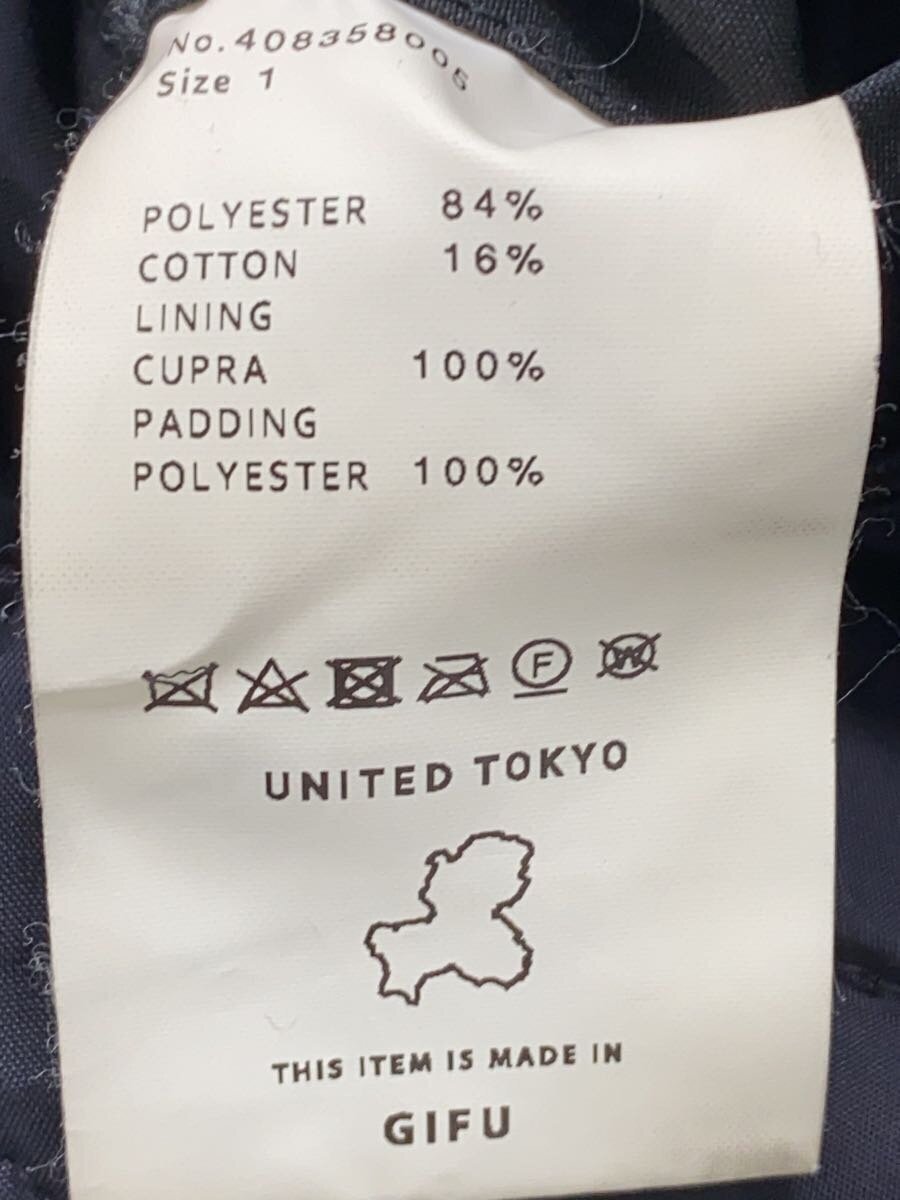 No.408358005
Size 1
POLYESTER 84%
COTTON 16%
LINING
CUPRA 100%
PADDING
POLYESTER 100%
F W
UNITED TOKYO
THIS ITEM IS MADE IN
GIFU